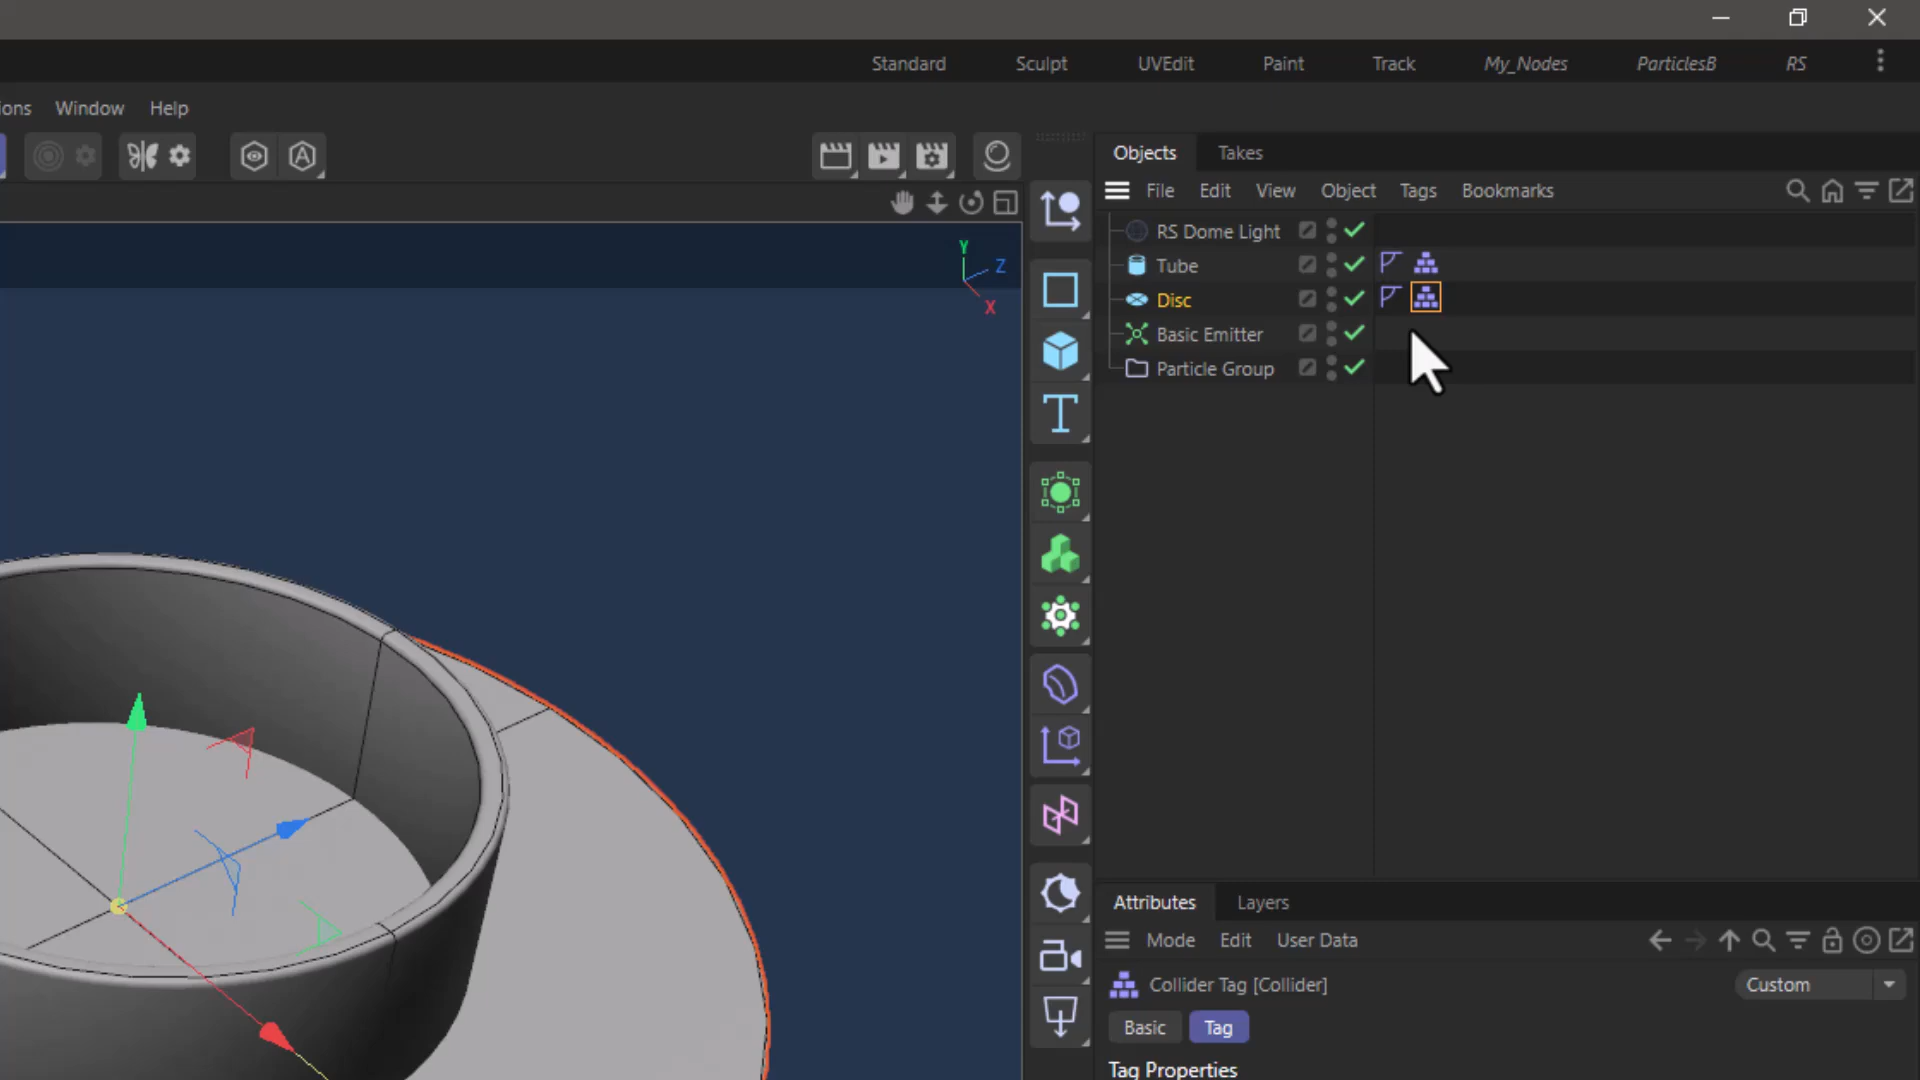 Standard Sculpt UVEdit Paint Track My_Nodes ParticlesB RS
ions Window Help
Objects Takes
File Edit View Object Tags Bookmarks
RS Dome Light
Tube
Disc
Basic Emitter
Particle Group
Y
Z
X
Attributes Layers
Mode Edit User Data
Collider Tag [Collider] Custom
Basic Tag
Tag Properties